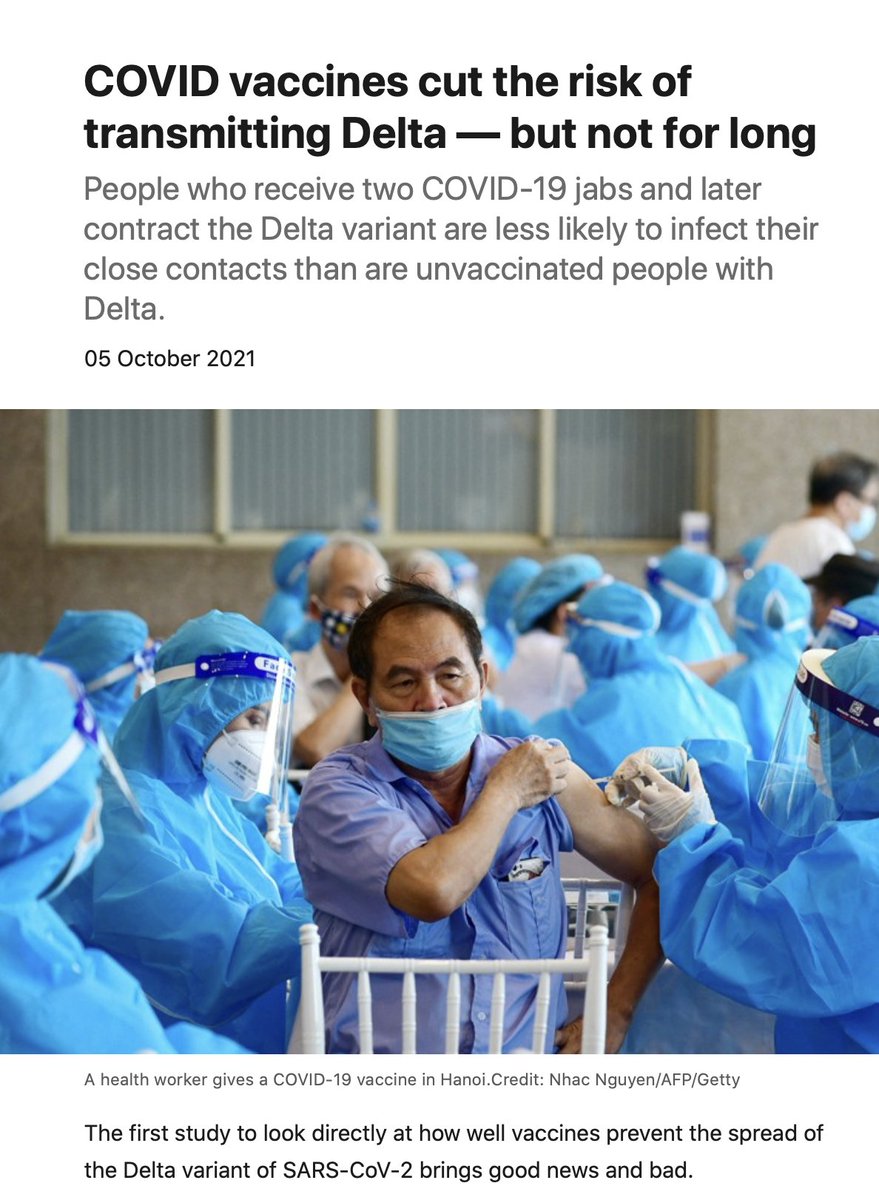 COVID vaccines cut the risk of
transmitting Delta — but not for long
People who receive two COVID-19 jabs and later
contract the Delta variant are less likely to infect their
close contacts than are unvaccinated people with
Delta.
05 October 2021
A health worker gives a COVID-19 vaccine in Hanoi.Credit: Nhac Nguyen/AFP/Getty
The first study to look directly at how well vaccines prevent the spread of
the Delta variant of SARS-CoV-2 brings good news and bad.